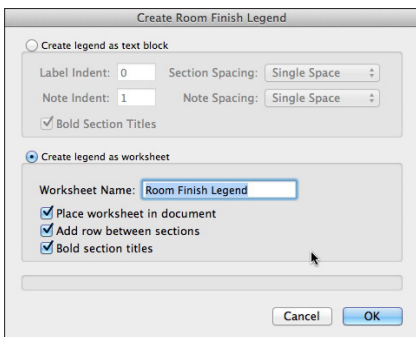 Create Room Finish Legend
Create legend as text block
Label Indent: 0 Section Spacing: Single Space
Note Indent: 1 Note Spacing: Single Space
Bold Section Titles
Create legend as worksheet
Worksheet Name: Room Finish Legend
Place worksheet in document
Add row between sections
Bold section titles
Cancel OK